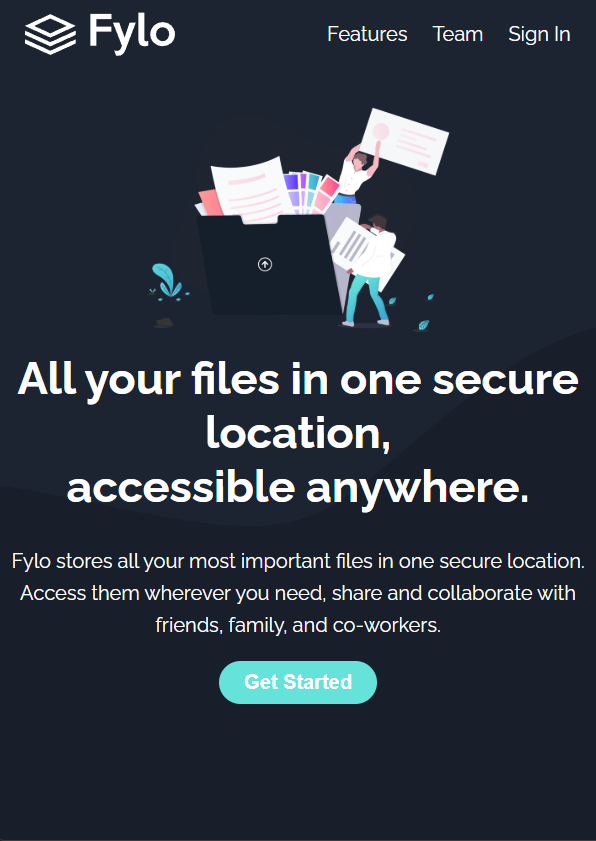 Fylo
Features Team Sign In
All your files in one secure
location,
accessible anywhere.
Fylo stores all your most important files in one secure location.
Access them wherever you need, share and collaborate with
friends, family, and co-workers.
Get Started